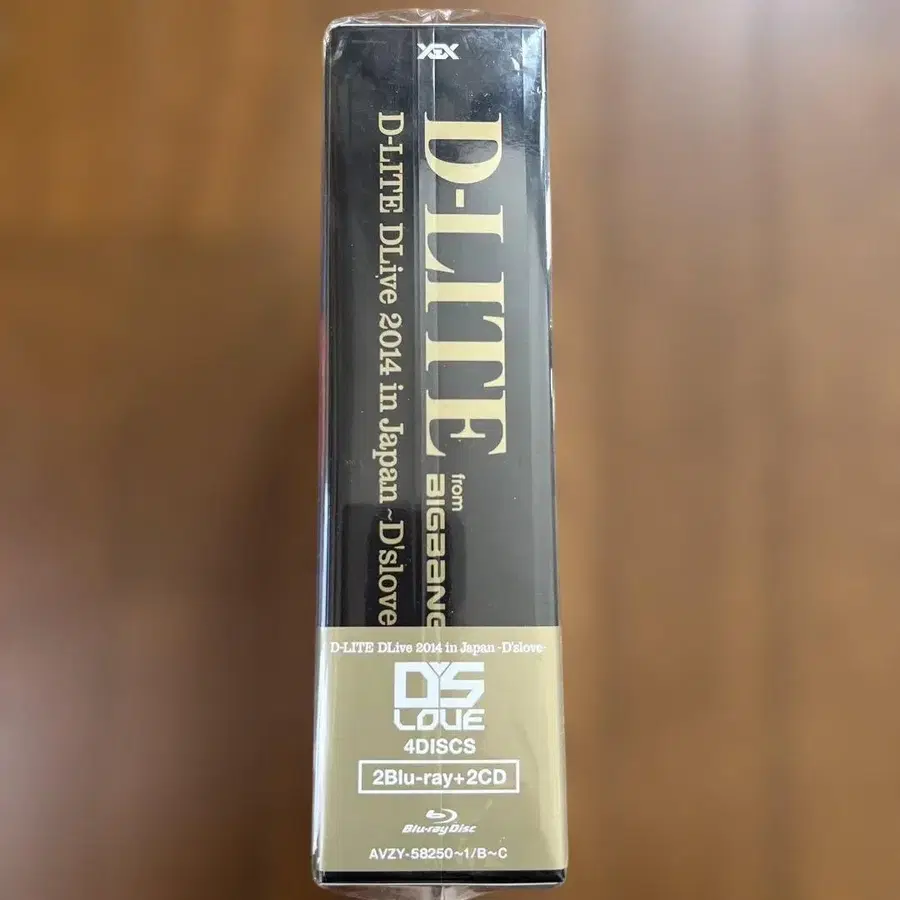 YGEX
D-LITE from BIGBANG
D-LITE DLive 2014 in Japan ~D'slove
D-LITE DLive 2014 in Japan ~D'slove~
D'S
LOVE
4DISCS
2Blu-ray+2CD
Blu-ray Disc
AVZY-58250~1/B~C